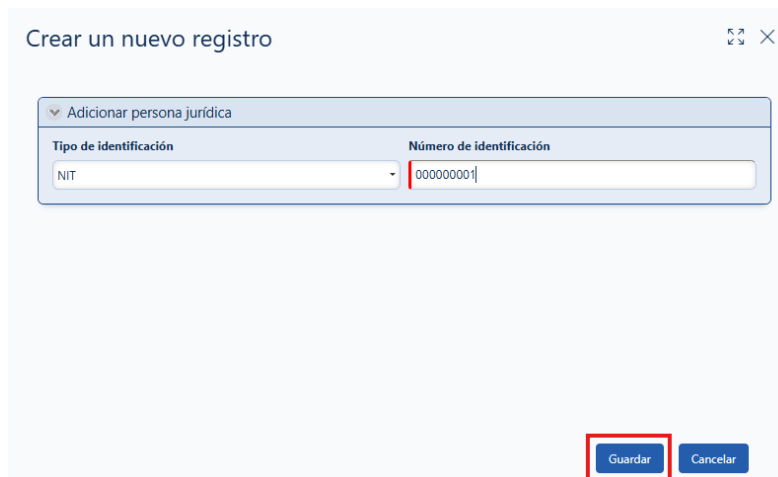 Crear un nuevo registro
Adicionar persona jurídica
Tipo de identificación Número de identificación
NIT 000000001
Guardar Cancelar